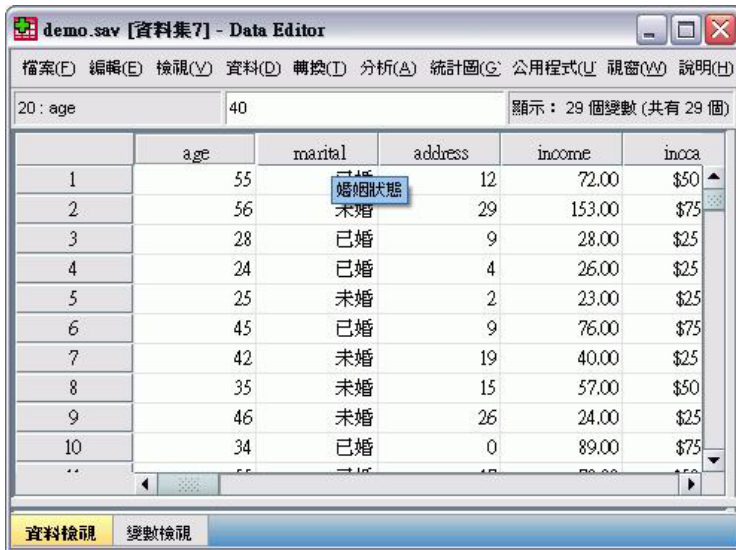 demo.sav [資料集7] - Data Editor
檔案(F) 編輯(E) 檢視(V) 資料(D) 轉換(T) 分析(A) 統計圖(G) 公用程式(U) 視窗(W) 說明(H)
20 : age 40 顯示： 29 個變數 (共有 29 個)
age marital address income incca
1 55 12 72.00 $50
婚姻狀態
2 56 未婚 29 153.00 $75
3 28 已婚 9 28.00 $25
4 24 已婚 4 26.00 $25
5 25 未婚 2 23.00 $25
6 45 已婚 9 76.00 $75
7 42 未婚 19 40.00 $25
8 35 未婚 15 57.00 $50
9 46 未婚 26 24.00 $25
10 34 已婚 0 89.00 $75
資料檢視 變數檢視